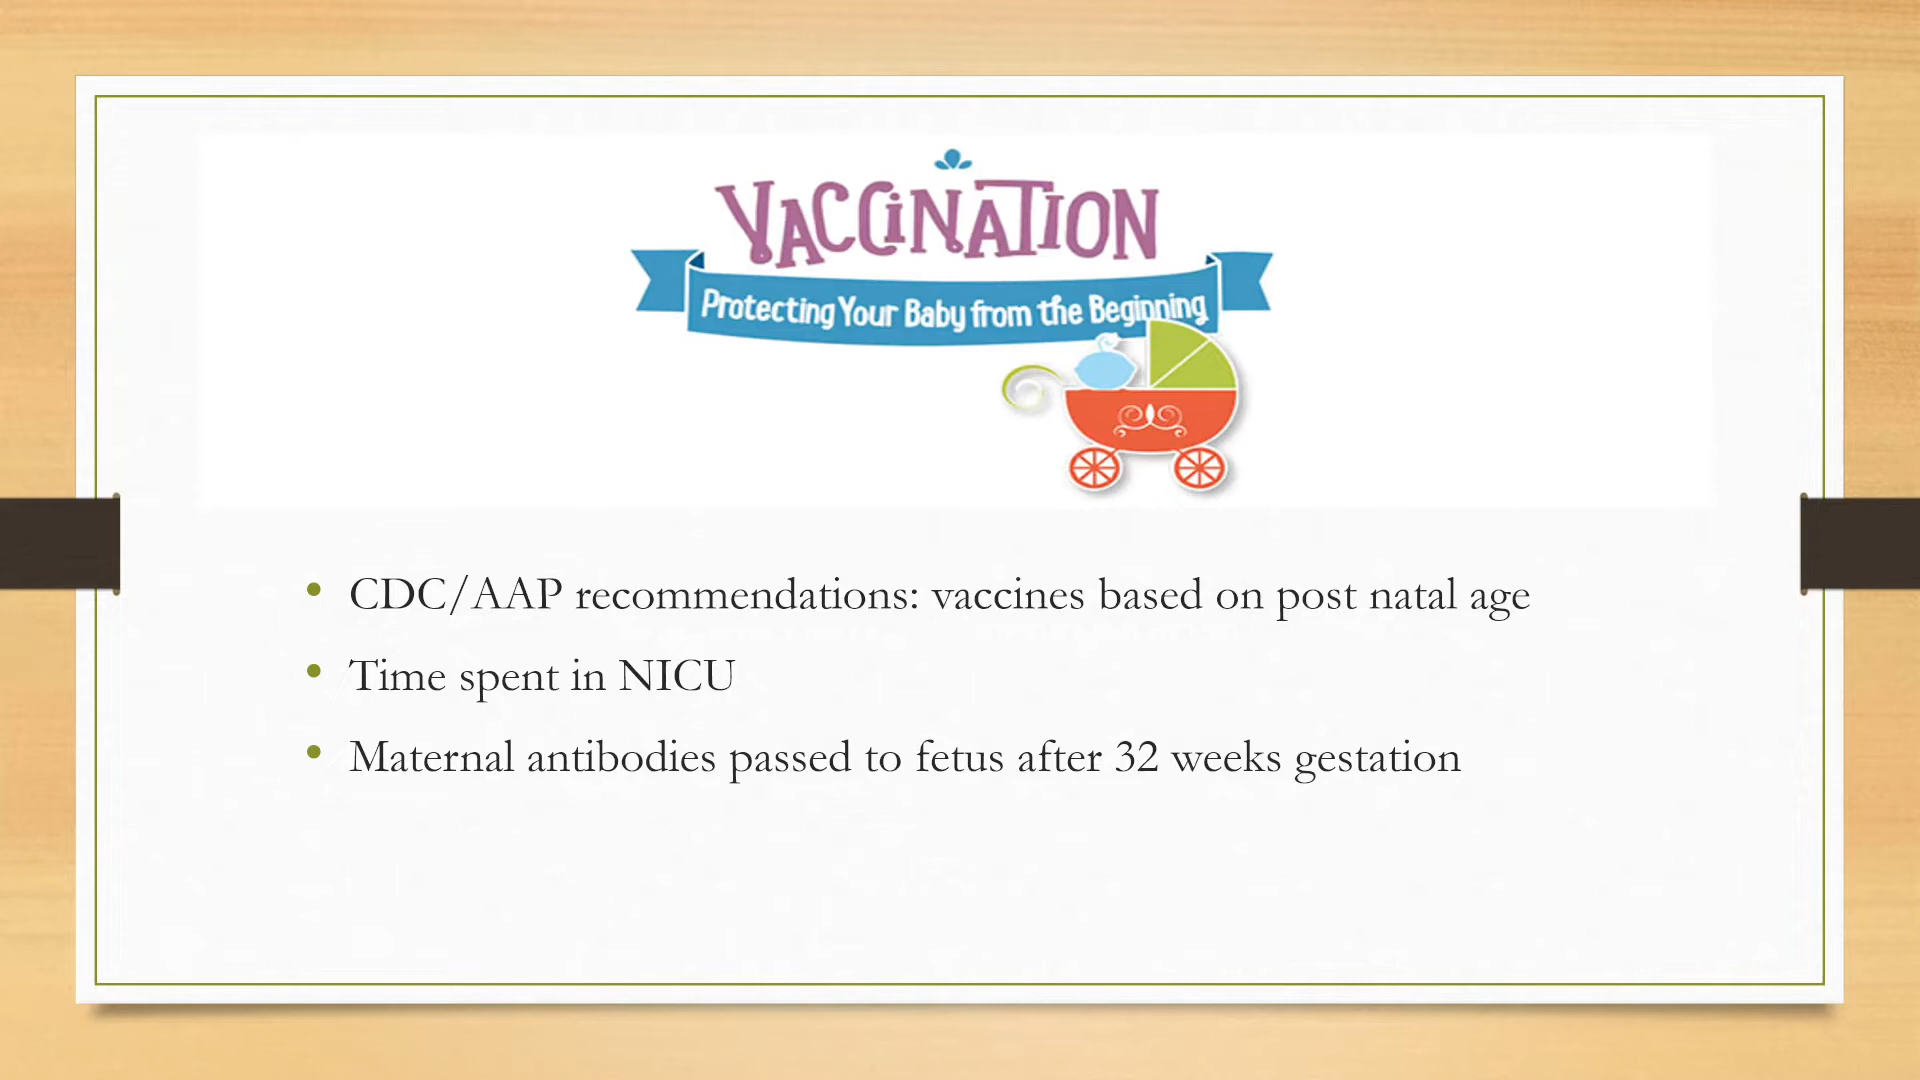 VACCiNATION
Protecting Your Baby from the Beginning
• CDC/AAP recommendations: vaccines based on post natal age
• Time spent in NICU
• Maternal antibodies passed to fetus after 32 weeks gestation